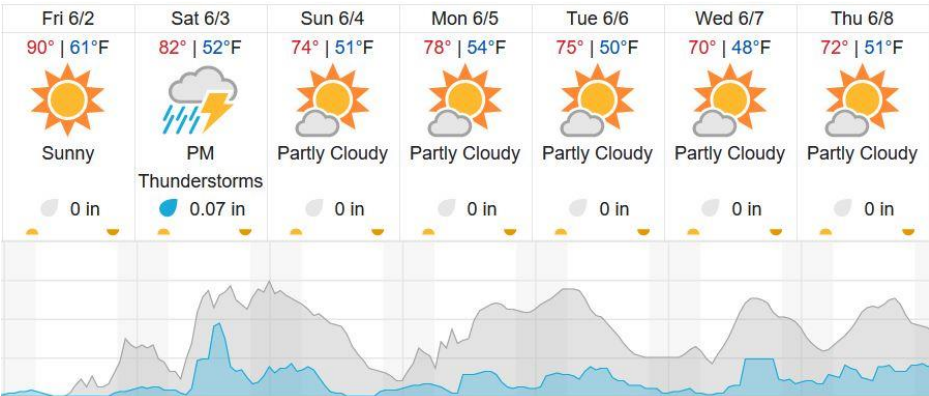 Fri 6/2 Sat 6/3 Sun 6/4 Mon 6/5 Tue 6/6 Wed 6/7 Thu 6/8
90° | 61°F 82° | 52°F 74° | 51°F 78° | 54°F 75° | 50°F 70° | 48°F 72° | 51°F
Sunny PM Partly Cloudy Partly Cloudy Partly Cloudy Partly Cloudy Partly Cloudy
Thunderstorms
0 in 0.07 in 0 in 0 in 0 in 0 in 0 in